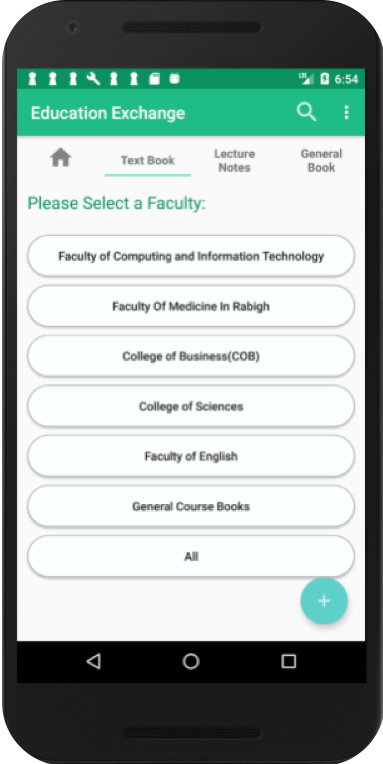 6:54
Education Exchange
Text Book
Lecture
Notes
General
Book
Please Select a Faculty:
Faculty of Computing and Information Technology
Faculty Of Medicine In Rabigh
College of Business(COB)
College of Sciences
Faculty of English
General Course Books
All
+